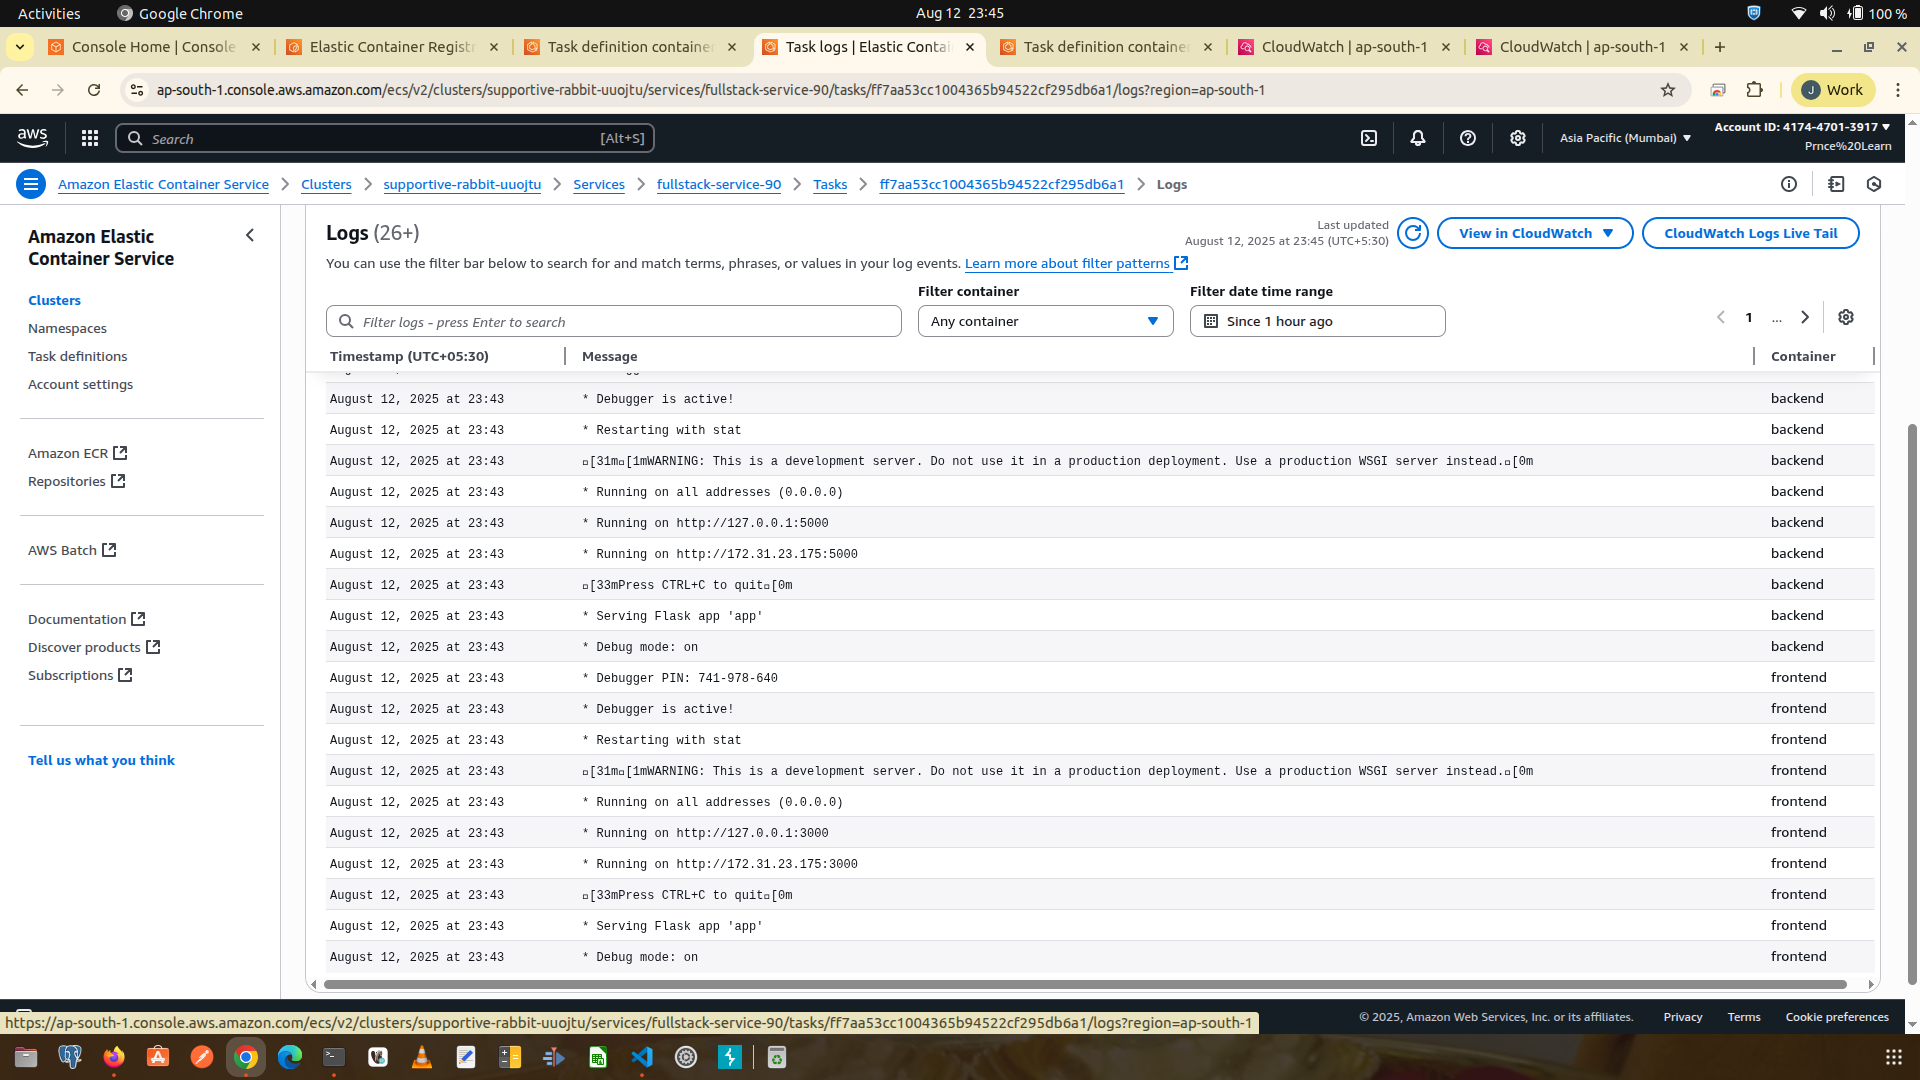 Activities
Google Chrome
Aug 12 23:45
100 %
Console Home | Console
Elastic Container Registr
Task definition container
Task logs | Elastic Contai
Task definition container
CloudWatch | ap-south-1
CloudWatch | ap-south-1
ap-south-1.console.aws.amazon.com/ecs/v2/clusters/supportive-rabbit-uuojtu/services/fullstack-service-90/tasks/ff7aa53cc1004365b94522cf295db6a1/logs?region=ap-south-1
J Work
aws
Search [Alt+S]
Asia Pacific (Mumbai)
Account ID: 4174-4701-3917
Prnce%20Learn
Amazon Elastic Container Service
Clusters
supportive-rabbit-uuojtu
Services
fullstack-service-90
Tasks
ff7aa53cc1004365b94522cf295db6a1
Logs
Amazon Elastic
Container Service
Clusters
Namespaces
Task definitions
Account settings
Amazon ECR
Repositories
AWS Batch
Documentation
Discover products
Subscriptions
Tell us what you think
Logs (26+)
Last updated
August 12, 2025 at 23:45 (UTC+5:30)
View in CloudWatch
CloudWatch Logs Live Tail
You can use the filter bar below to search for and match terms, phrases, or values in your log events. Learn more about filter patterns
Filter container
Filter date time range
Filter logs - press Enter to search
Any container
Since 1 hour ago
1 ...
Timestamp (UTC+05:30) Message Container
August 12, 2025 at 23:43 * Debugger is active! backend
August 12, 2025 at 23:43 * Restarting with stat backend
August 12, 2025 at 23:43 □[31m□[1mWARNING: This is a development server. Do not use it in a production deployment. Use a production WSGI server instead.□[0m backend
August 12, 2025 at 23:43 * Running on all addresses (0.0.0.0) backend
August 12, 2025 at 23:43 * Running on http://127.0.0.1:5000 backend
August 12, 2025 at 23:43 * Running on http://172.31.23.175:5000 backend
August 12, 2025 at 23:43 □[33mPress CTRL+C to quit□[0m backend
August 12, 2025 at 23:43 * Serving Flask app 'app' backend
August 12, 2025 at 23:43 * Debug mode: on backend
August 12, 2025 at 23:43 * Debugger PIN: 741-978-640 frontend
August 12, 2025 at 23:43 * Debugger is active! frontend
August 12, 2025 at 23:43 * Restarting with stat frontend
August 12, 2025 at 23:43 □[31m□[1mWARNING: This is a development server. Do not use it in a production deployment. Use a production WSGI server instead.□[0m frontend
August 12, 2025 at 23:43 * Running on all addresses (0.0.0.0) frontend
August 12, 2025 at 23:43 * Running on http://127.0.0.1:3000 frontend
August 12, 2025 at 23:43 * Running on http://172.31.23.175:3000 frontend
August 12, 2025 at 23:43 □[33mPress CTRL+C to quit□[0m frontend
August 12, 2025 at 23:43 * Serving Flask app 'app' frontend
August 12, 2025 at 23:43 * Debug mode: on frontend
https://ap-south-1.console.aws.amazon.com/ecs/v2/clusters/supportive-rabbit-uuojtu/services/fullstack-service-90/tasks/ff7aa53cc1004365b94522cf295db6a1/logs?region=ap-south-1
© 2025, Amazon Web Services, Inc. or its affiliates.
Privacy
Terms
Cookie preferences